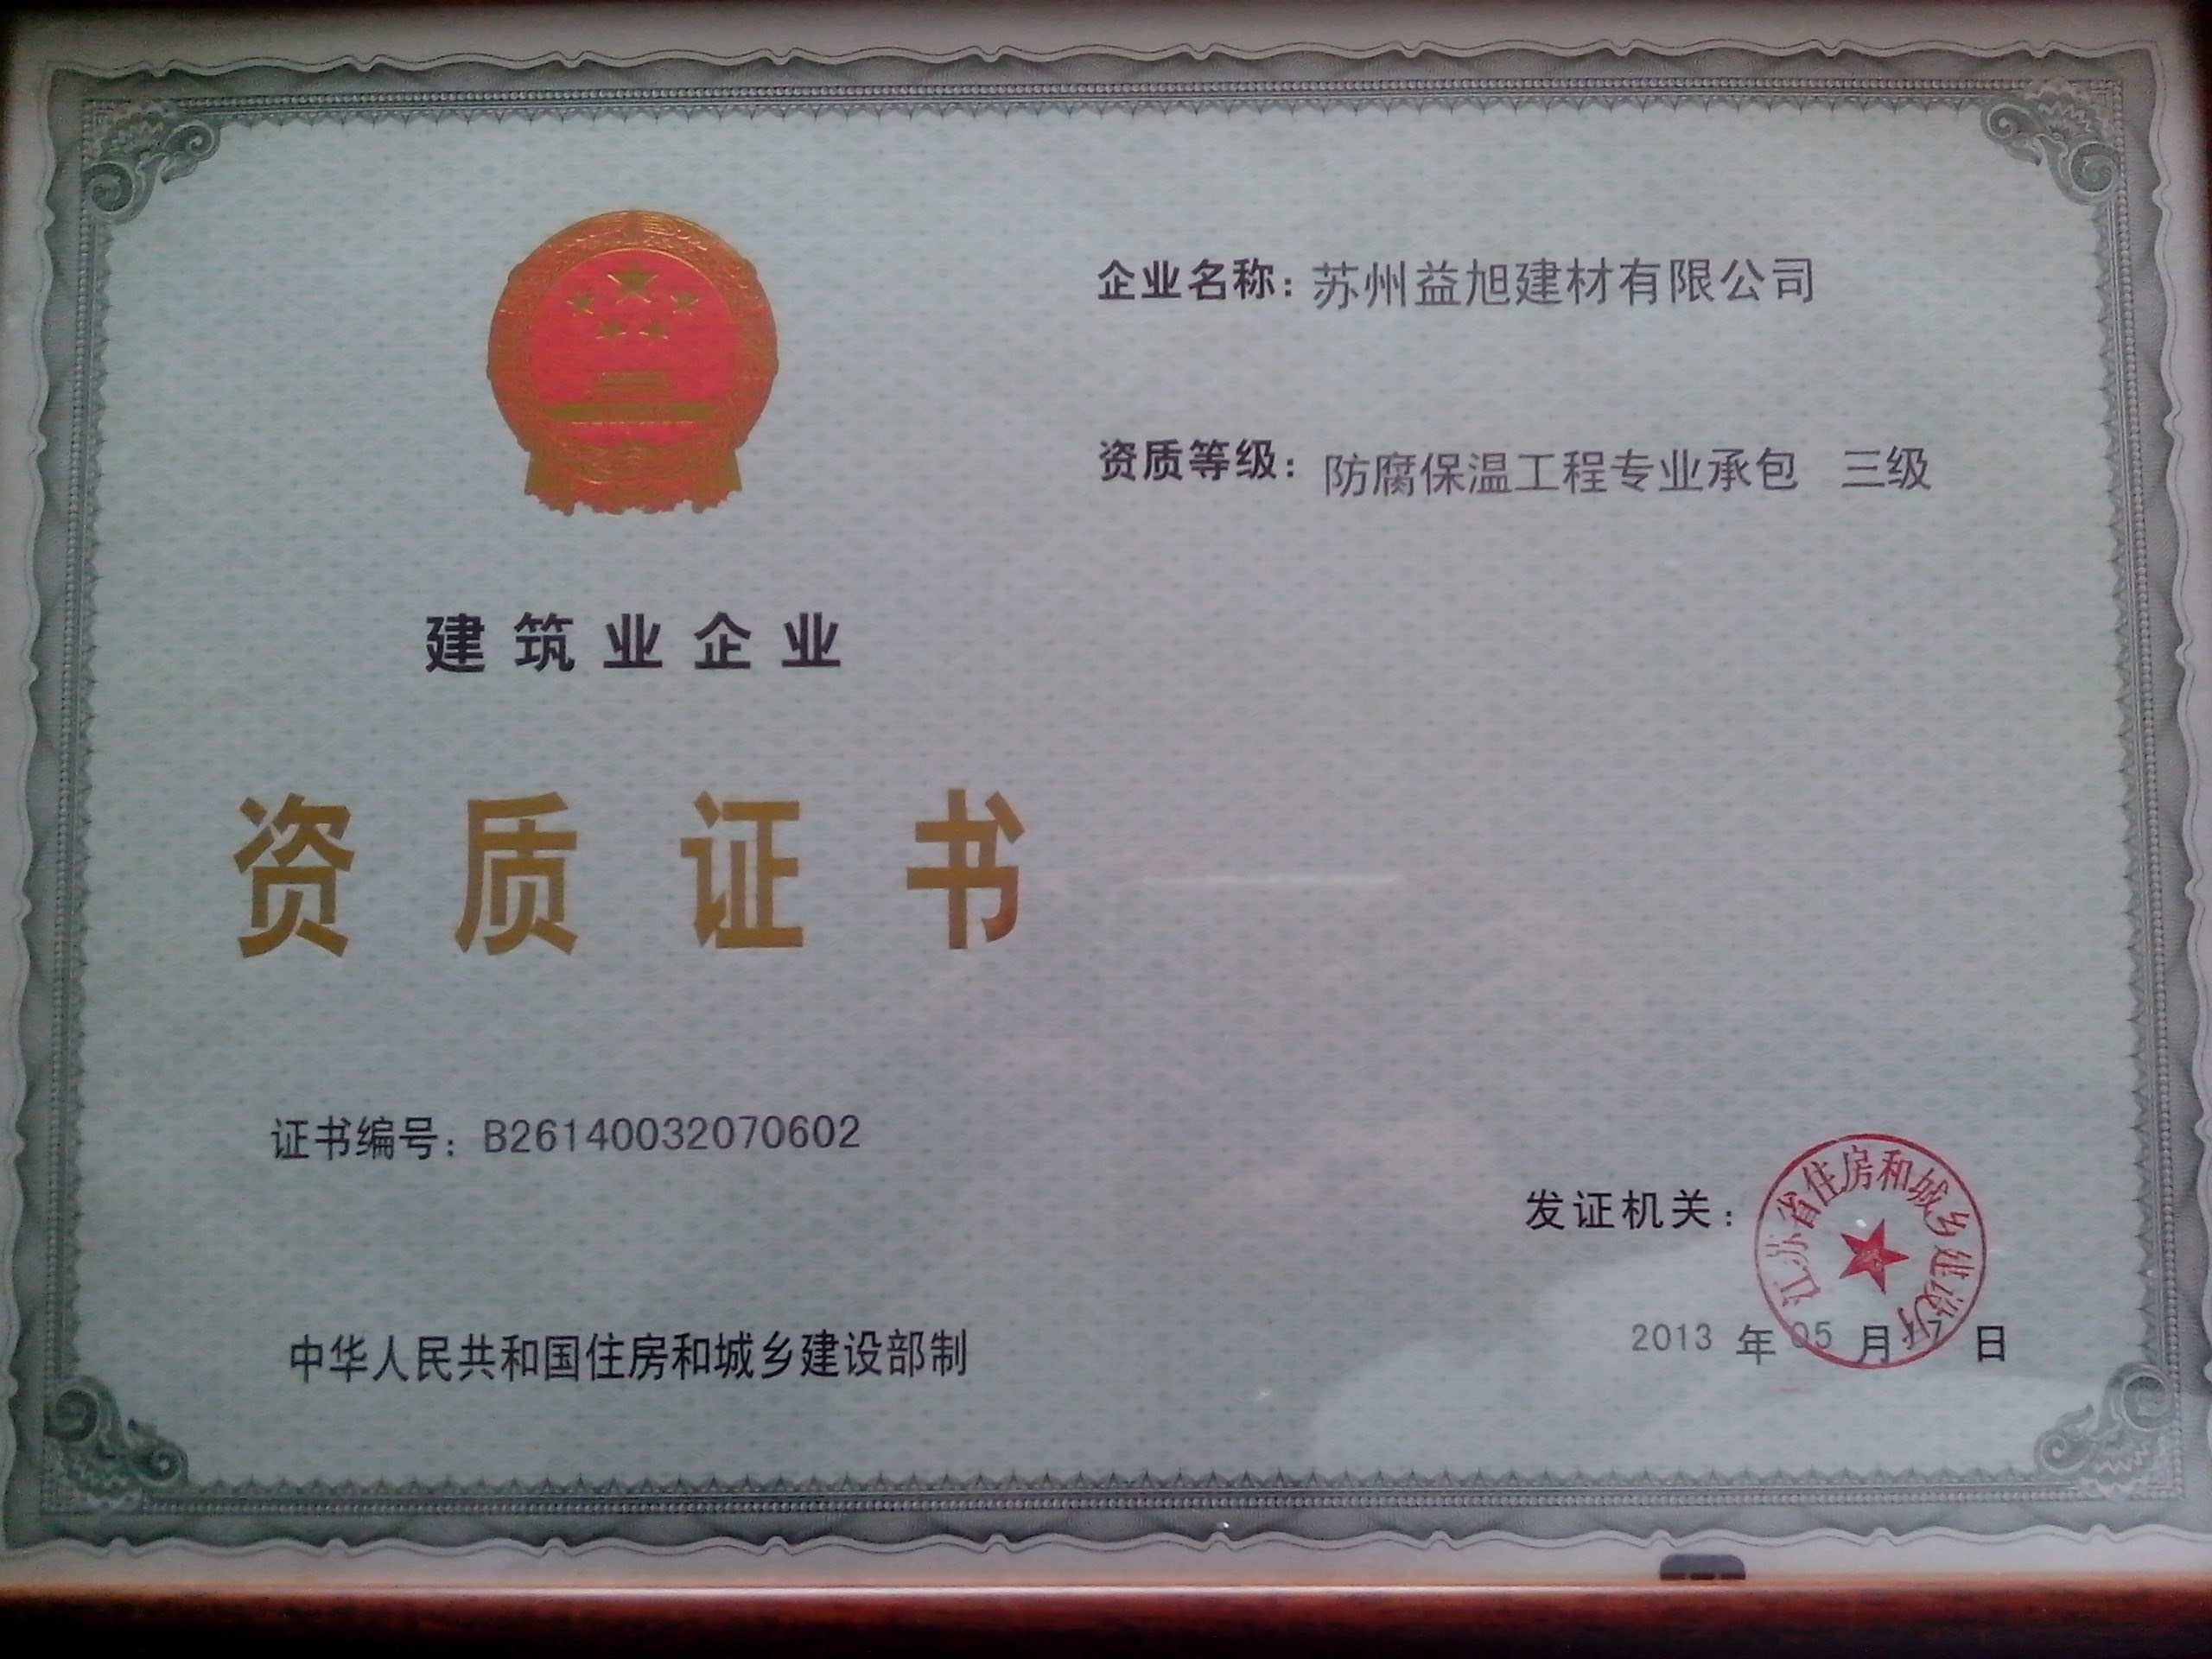 企业名称：苏州益旭建材有限公司
资质等级：防腐保温工程专业承包 三级
建筑业企业
资质证书
证书编号：B26140032070602
发证机关：
江苏省住房和城乡建设厅
2013 年 05 月 17 日
中华人民共和国住房和城乡建设部制